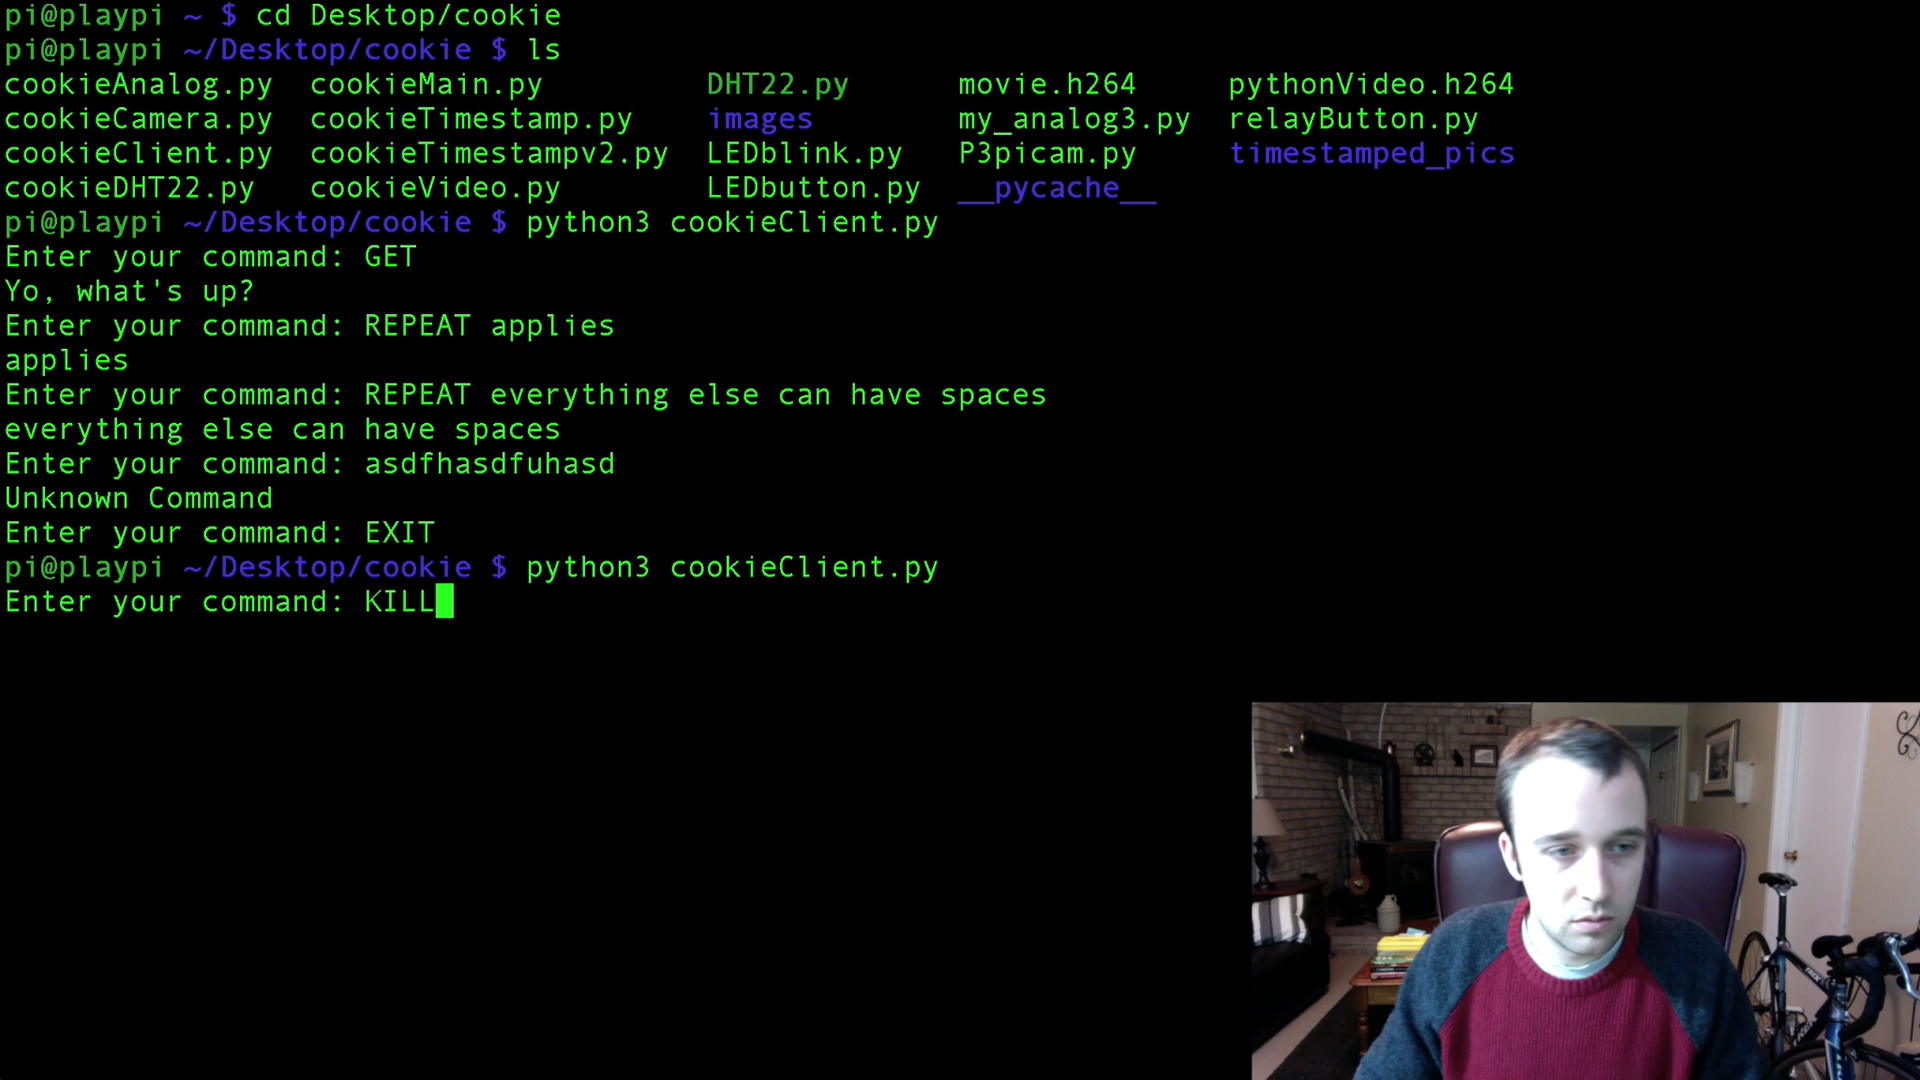 pi@playpi ~ $ cd Desktop/cookie
pi@playpi ~/Desktop/cookie $ ls
cookieAnalog.py cookieMain.py DHT22.py movie.h264 pythonVideo.h264
cookieCamera.py cookieTimestamp.py images my_analog3.py relayButton.py
cookieClient.py cookieTimestampv2.py LEDblink.py P3picam.py timestamped_pics
cookieDHT22.py cookieVideo.py LEDbutton.py __pycache__
pi@playpi ~/Desktop/cookie $ python3 cookieClient.py
Enter your command: GET
Yo, what's up?
Enter your command: REPEAT applies
applies
Enter your command: REPEAT everything else can have spaces
everything else can have spaces
Enter your command: asdfhasdfuhasd
Unknown Command
Enter your command: EXIT
pi@playpi ~/Desktop/cookie $ python3 cookieClient.py
Enter your command: KILL